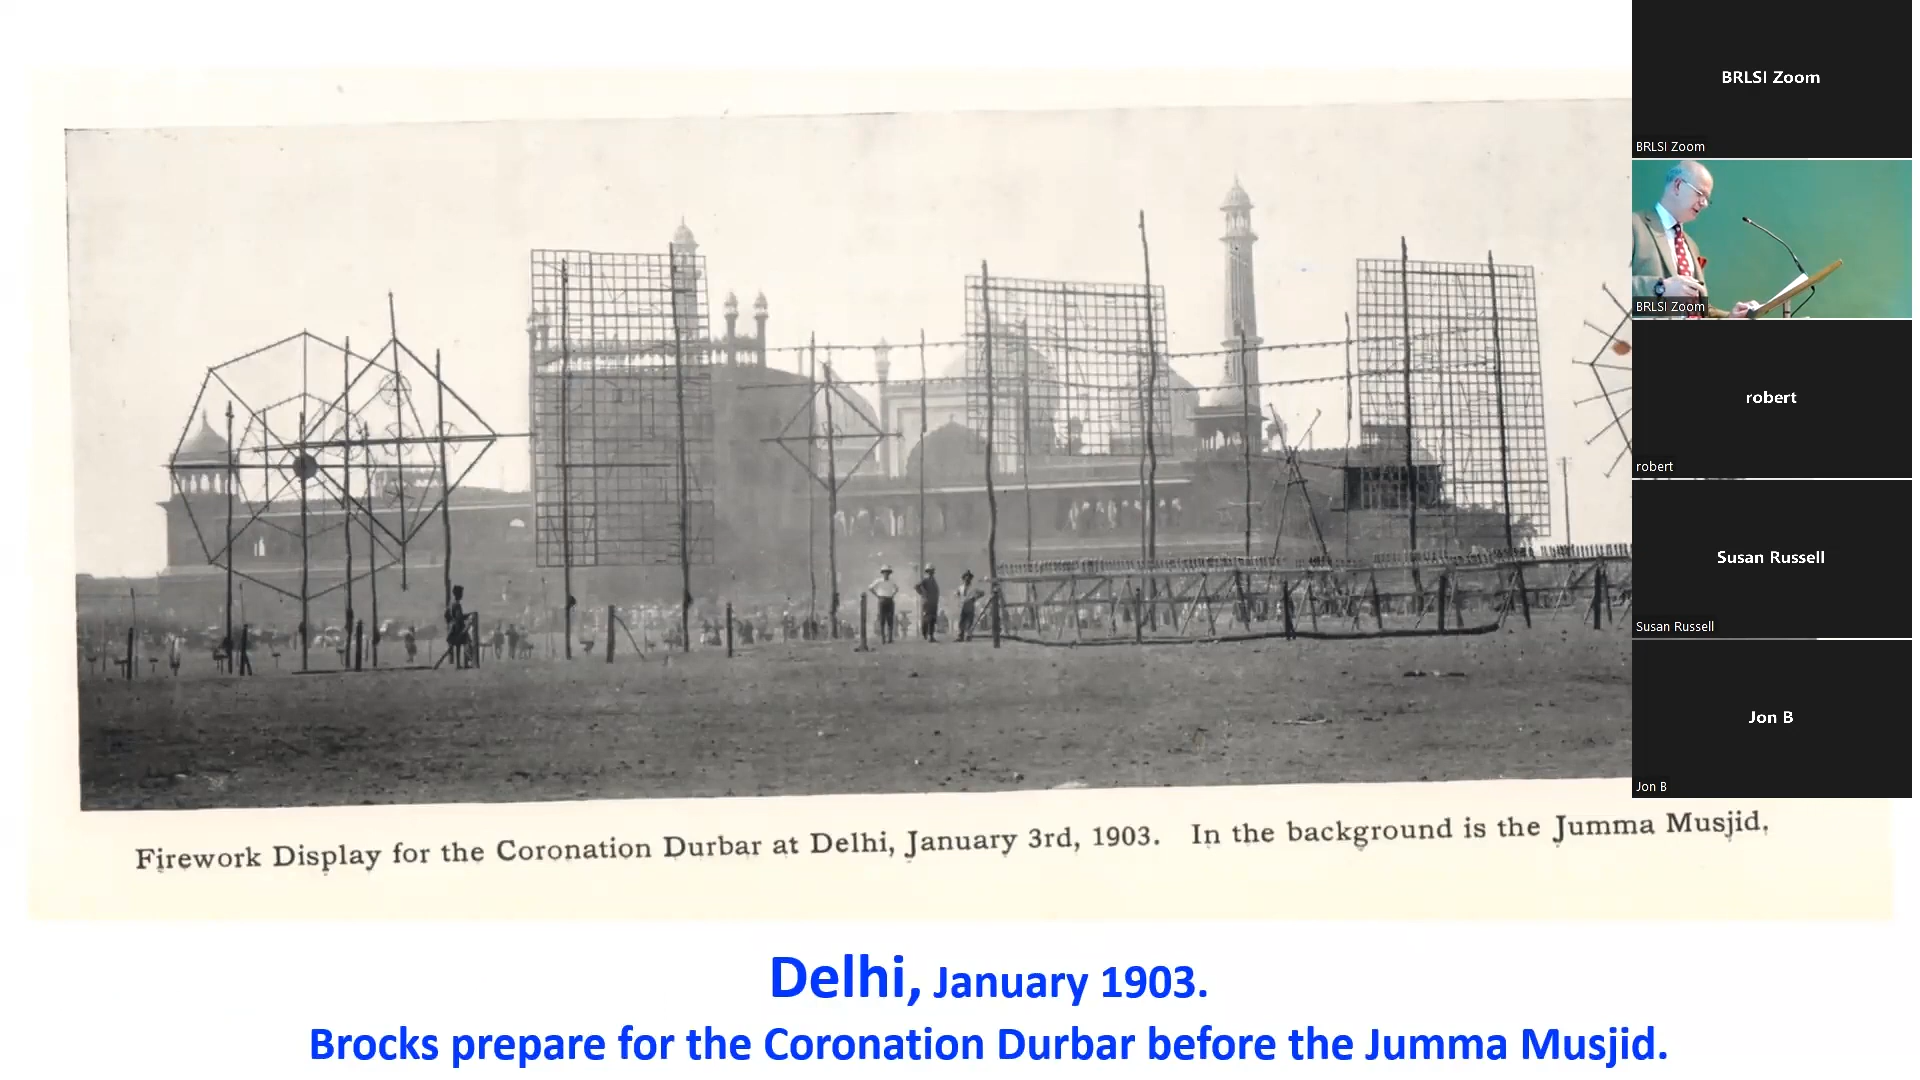 BRLSI Zoom
BRLSI Zoom
BRLSI Zoom
robert
robert
Susan Russell
Susan Russell
Jon B
Jon B
Firework Display for the Coronation Durbar at Delhi, January 3rd, 1903. In the background is the Jumma Musjid.
Delhi, January 1903.
Brocks prepare for the Coronation Durbar before the Jumma Musjid.